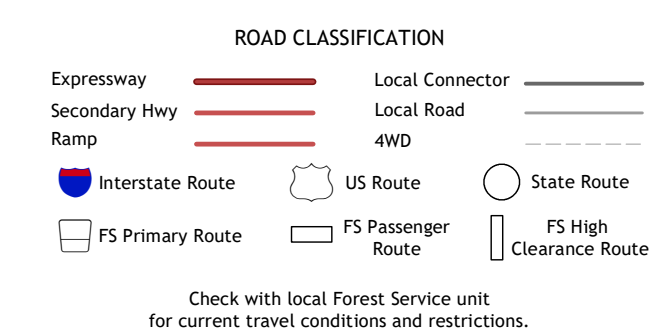 ROAD CLASSIFICATION
Expressway
Local Connector
Secondary Hwy
Local Road
Ramp
4WD
Interstate Route
US Route
State Route
FS Primary Route
FS Passenger
Route
FS High
Clearance Route
Check with local Forest Service unit
for current travel conditions and restrictions.